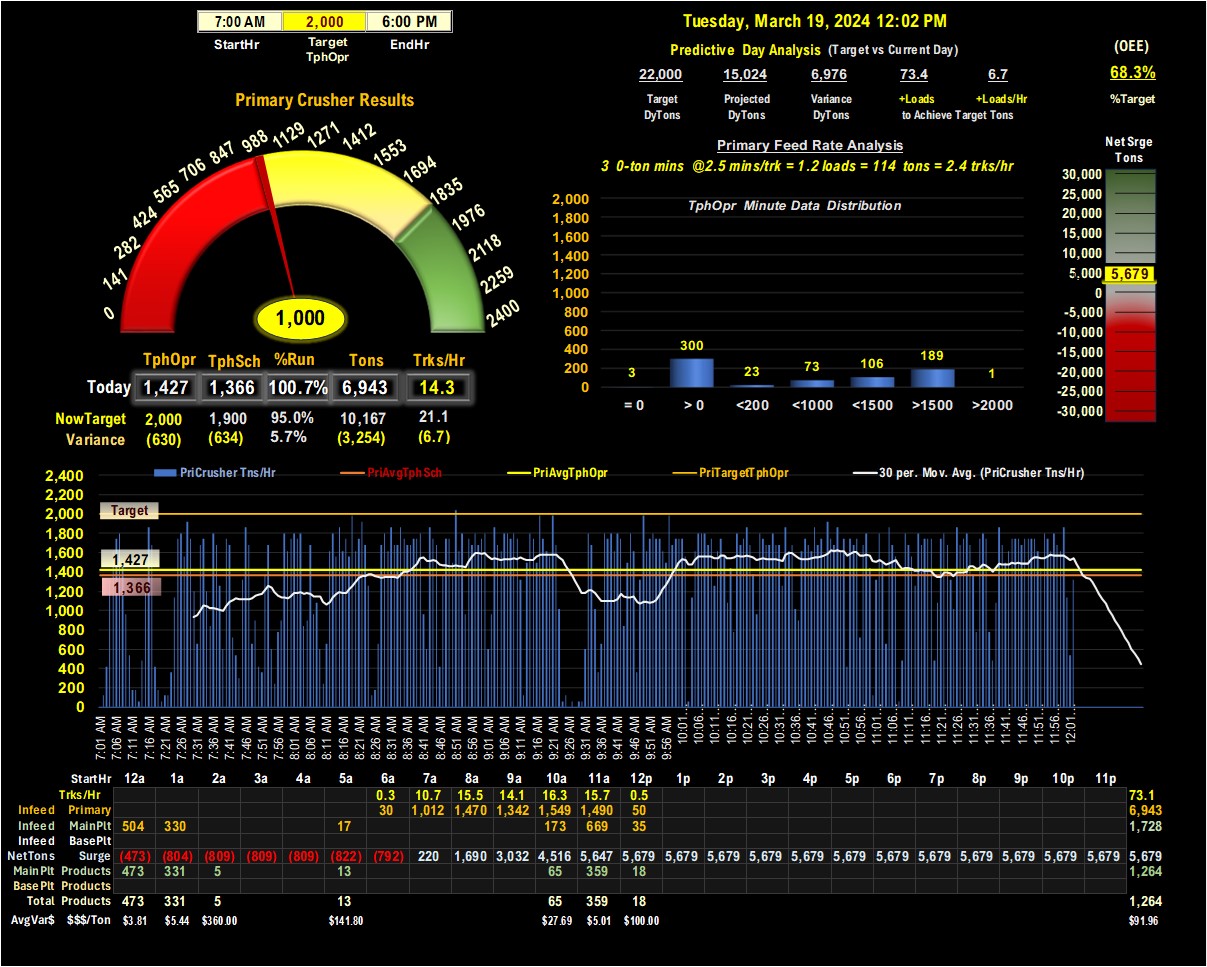 7:00 AM 2,000 6:00 PM
StartHr Target TphOpr EndHr
Tuesday, March 19, 2024 12:02 PM
Predictive Day Analysis (Target vs Current Day)
(OEE)
22,000 15,024 6,976 73.4 6.7
68.3%
Target DyTons Projected DyTons Variance DyTons +Loads +Loads/Hr
to Achieve Target Tons
%Target
Primary Crusher Results
0 141 282 424 565 706 847 988 1129 1271 1412 1553 1694 1835 1976 2118 2259 2400
1,000
Primary Feed Rate Analysis
3 0-ton mins @2.5 mins/trk = 1.2 loads = 114 tons = 2.4 trks/hr
TphOpr Minute Data Distribution
2,000
1,800
1,600
1,400
1,200
1,000
800
600
400
200
0
3 300 23 73 106 189 1
= 0 > 0 <200 <1000 <1500 >1500 >2000
Net Srge
Tons
30,000
25,000
20,000
15,000
10,000
5,000
5,679
0
-5,000
-10,000
-15,000
-20,000
-25,000
-30,000
TphOpr TphSch %Run Tons Trks/Hr
Today 1,427 1,366 100.7% 6,943 14.3
NowTarget 2,000 1,900 95.0% 10,167 21.1
Variance (630) (634) 5.7% (3,254) (6.7)
PriCrusher Tns/Hr PriAvgTphSch PriAvgTphOpr PriTargetTphOpr 30 per. Mov. Avg. (PriCrusher Tns/Hr)
2,400
2,200
2,000
1,800
1,600
1,400
1,200
1,000
800
600
400
200
0
Target
1,427
1,366
7:01 AM 7:06 AM 7:11 AM 7:16 AM 7:21 AM 7:26 AM 7:31 AM 7:36 AM 7:41 AM 7:46 AM 7:51 AM 7:56 AM 8:01 AM 8:06 AM 8:11 AM 8:16 AM 8:21 AM 8:26 AM 8:31 AM 8:36 AM 8:41 AM 8:46 AM 8:51 AM 8:56 AM 9:01 AM 9:06 AM 9:11 AM 9:16 AM 9:21 AM 9:26 AM 9:31 AM 9:36 AM 9:41 AM 9:46 AM 9:51 AM 9:56 AM 10:01… 10:06… 10:11… 10:16… 10:21… 10:26… 10:31… 10:36… 10:41… 10:46… 10:51… 10:56… 11:01… 11:06… 11:11… 11:16… 11:21… 11:26… 11:31… 11:36… 11:41… 11:46… 11:51… 11:56… 12:01…
StartHr 12a 1a 2a 3a 4a 5a 6a 7a 8a 9a 10a 11a 12p 1p 2p 3p 4p 5p 6p 7p 8p 9p 10p 11p
Trks/Hr 0.3 10.7 15.5 14.1 16.3 15.7 0.5 73.1
Infeed Primary 30 1,012 1,470 1,342 1,549 1,490 50 6,943
Infeed MainPlt 504 330 17 173 669 35 1,728
Infeed BasePlt
NetTons Surge (473) (804) (809) (809) (809) (822) (792) 220 1,690 3,032 4,516 5,647 5,679 5,679 5,679 5,679 5,679 5,679 5,679 5,679 5,679 5,679 5,679 5,679 5,679
MainPlt Products 473 331 5 13 65 359 18 1,264
BasePlt Products
Total Products 473 331 5 13 65 359 18 1,264
AvgVar$ $$$/Ton $3.81 $5.44 $360.00 $141.80 $27.69 $5.01 $100.00 $91.96